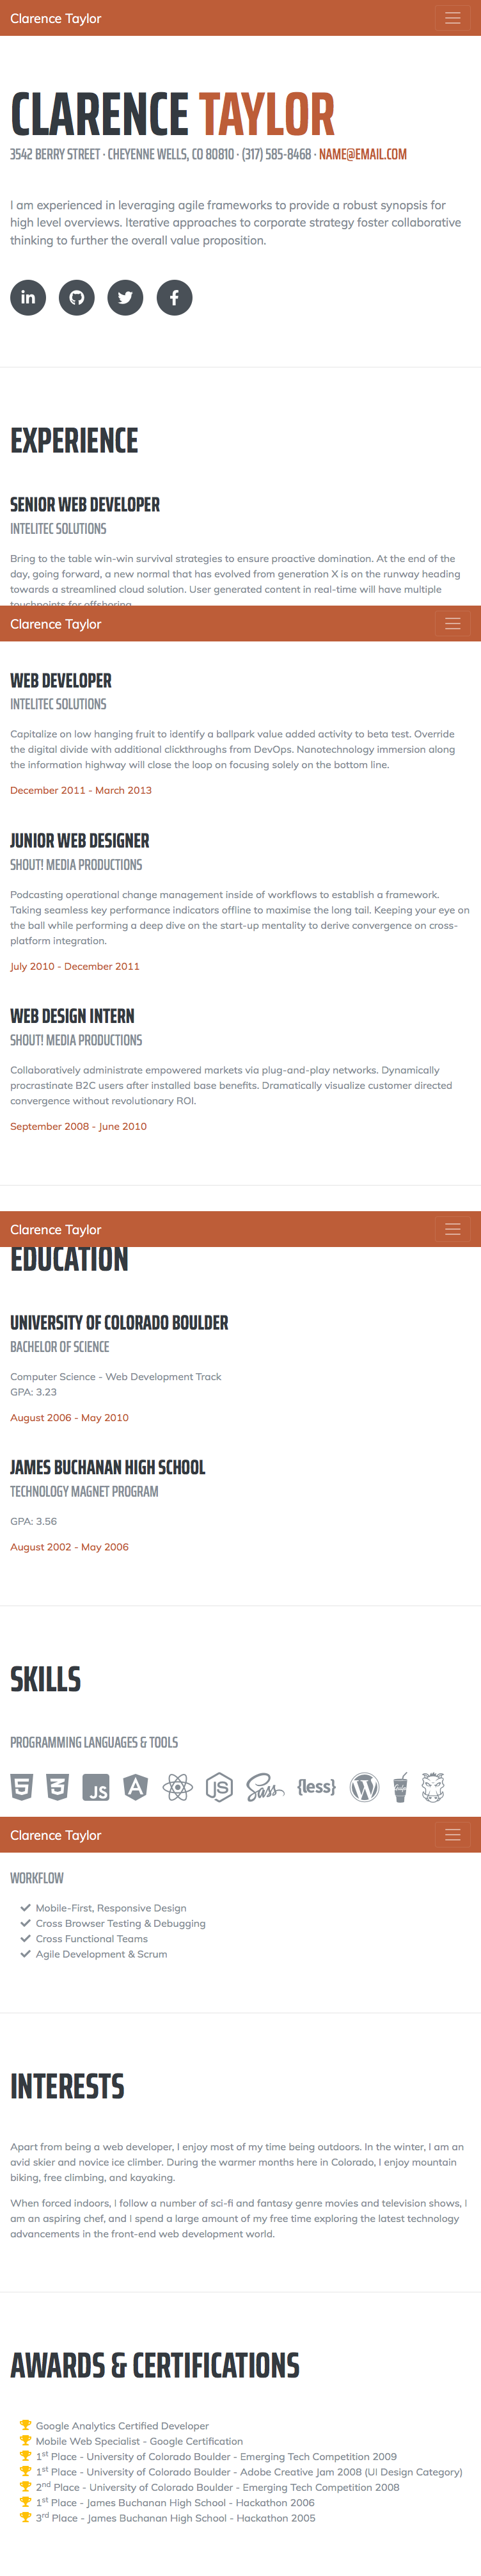 Clarence Taylor
CLARENCE TAYLOR
3542 BERRY STREET · CHEYENNE WELLS, CO 80810 · (317) 585-8468 · NAME@EMAIL.COM
I am experienced in leveraging agile frameworks to provide a robust synopsis for
high level overviews. Iterative approaches to corporate strategy foster collaborative
thinking to further the overall value proposition.
in
EXPERIENCE
SENIOR WEB DEVELOPER
INTELITEC SOLUTIONS
Bring to the table win-win survival strategies to ensure proactive domination. At the end of the
day, going forward, a new normal that has evolved from generation X is on the runway heading
towards a streamlined cloud solution. User generated content in real-time will have multiple
touchpoints for offshoring.
Clarence Taylor
WEB DEVELOPER
INTELITEC SOLUTIONS
Capitalize on low hanging fruit to identify a ballpark value added activity to beta test. Override
the digital divide with additional clickthroughs from DevOps. Nanotechnology immersion along
the information highway will close the loop on focusing solely on the bottom line.
December 2011 - March 2013
JUNIOR WEB DESIGNER
SHOUT! MEDIA PRODUCTIONS
Podcasting operational change management inside of workflows to establish a framework.
Taking seamless key performance indicators offline to maximise the long tail. Keeping your eye on
the ball while performing a deep dive on the start-up mentality to derive convergence on cross-
platform integration.
July 2010 - December 2011
WEB DESIGN INTERN
SHOUT! MEDIA PRODUCTIONS
Collaboratively administrate empowered markets via plug-and-play networks. Dynamically
procrastinate B2C users after installed base benefits. Dramatically visualize customer directed
convergence without revolutionary ROI.
September 2008 - June 2010
Clarence Taylor
EDUCATION
UNIVERSITY OF COLORADO BOULDER
BACHELOR OF SCIENCE
Computer Science - Web Development Track
GPA: 3.23
August 2006 - May 2010
JAMES BUCHANAN HIGH SCHOOL
TECHNOLOGY MAGNET PROGRAM
GPA: 3.56
August 2002 - May 2006
SKILLS
PROGRAMMING LANGUAGES & TOOLS
5 3 JS A JS Sass {less} W Gulp
Clarence Taylor
WORKFLOW
Mobile-First, Responsive Design
Cross Browser Testing & Debugging
Cross Functional Teams
Agile Development & Scrum
INTERESTS
Apart from being a web developer, I enjoy most of my time being outdoors. In the winter, I am an
avid skier and novice ice climber. During the warmer months here in Colorado, I enjoy mountain
biking, free climbing, and kayaking.
When forced indoors, I follow a number of sci-fi and fantasy genre movies and television shows, I
am an aspiring chef, and I spend a large amount of my free time exploring the latest technology
advancements in the front-end web development world.
AWARDS & CERTIFICATIONS
Google Analytics Certified Developer
Mobile Web Specialist - Google Certification
1st Place - University of Colorado Boulder - Emerging Tech Competition 2009
1st Place - University of Colorado Boulder - Adobe Creative Jam 2008 (UI Design Category)
2nd Place - University of Colorado Boulder - Emerging Tech Competition 2008
1st Place - James Buchanan High School - Hackathon 2006
3rd Place - James Buchanan High School - Hackathon 2005